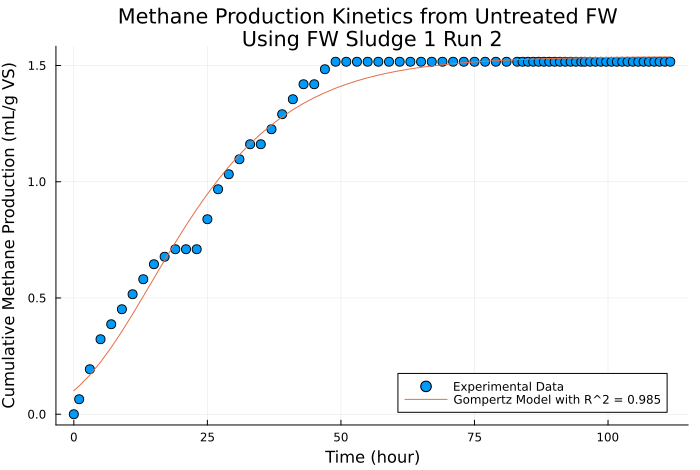 Methane Production Kinetics from Untreated FW
Using FW Sludge 1 Run 2
Cumulative Methane Production (mL/g VS)
1.5
1.0
0.5
0.0
0
25
50
75
100
Time (hour)
Experimental Data
Gompertz Model with R^2 = 0.985